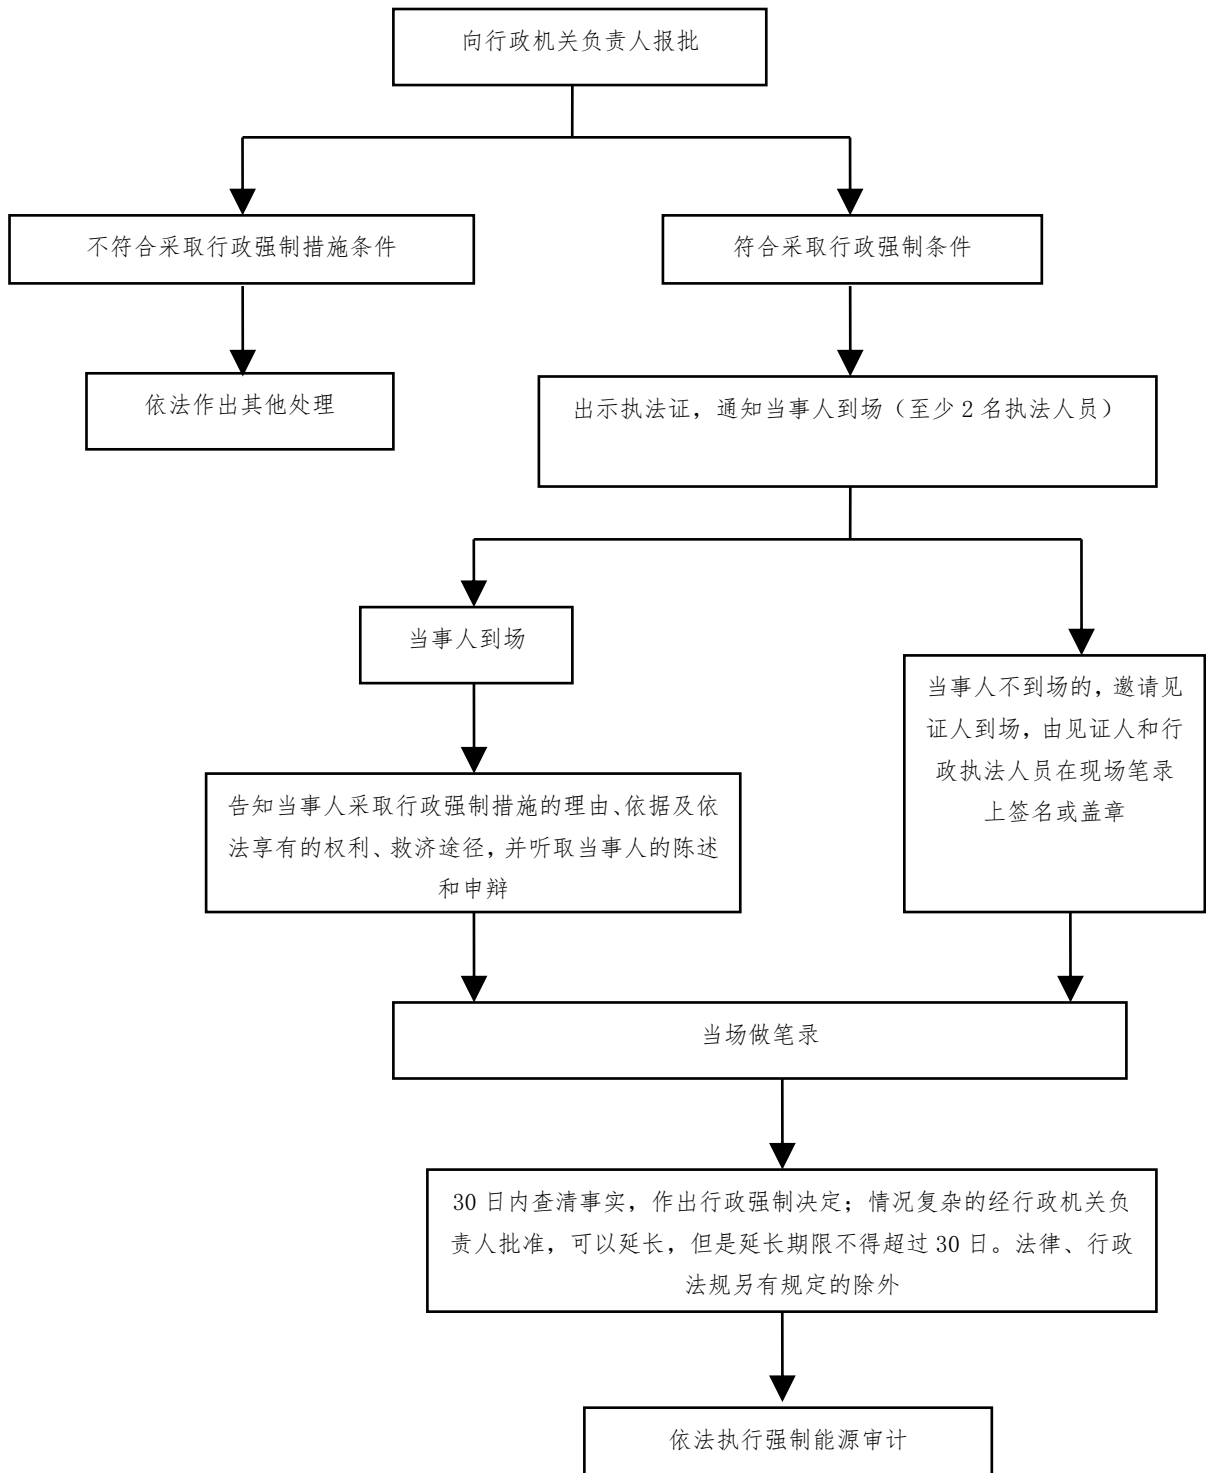 向行政机关负责人报批
不符合采取行政强制措施条件
符合采取行政强制条件
依法作出其他处理
出示执法证，通知当事人到场（至少 2 名执法人员）
当事人到场
当事人不到场的，邀请见
证人到场，由见证人和行
政执法人员在现场笔录
上签名或盖章
告知当事人采取行政强制措施的理由、依据及依
法享有的权利、救济途径，并听取当事人的陈述
和申辩
当场做笔录
30 日内查清事实，作出行政强制决定；情况复杂的经行政机关负
责人批准，可以延长，但是延长期限不得超过 30 日。法律、行政
法规另有规定的除外
依法执行强制能源审计